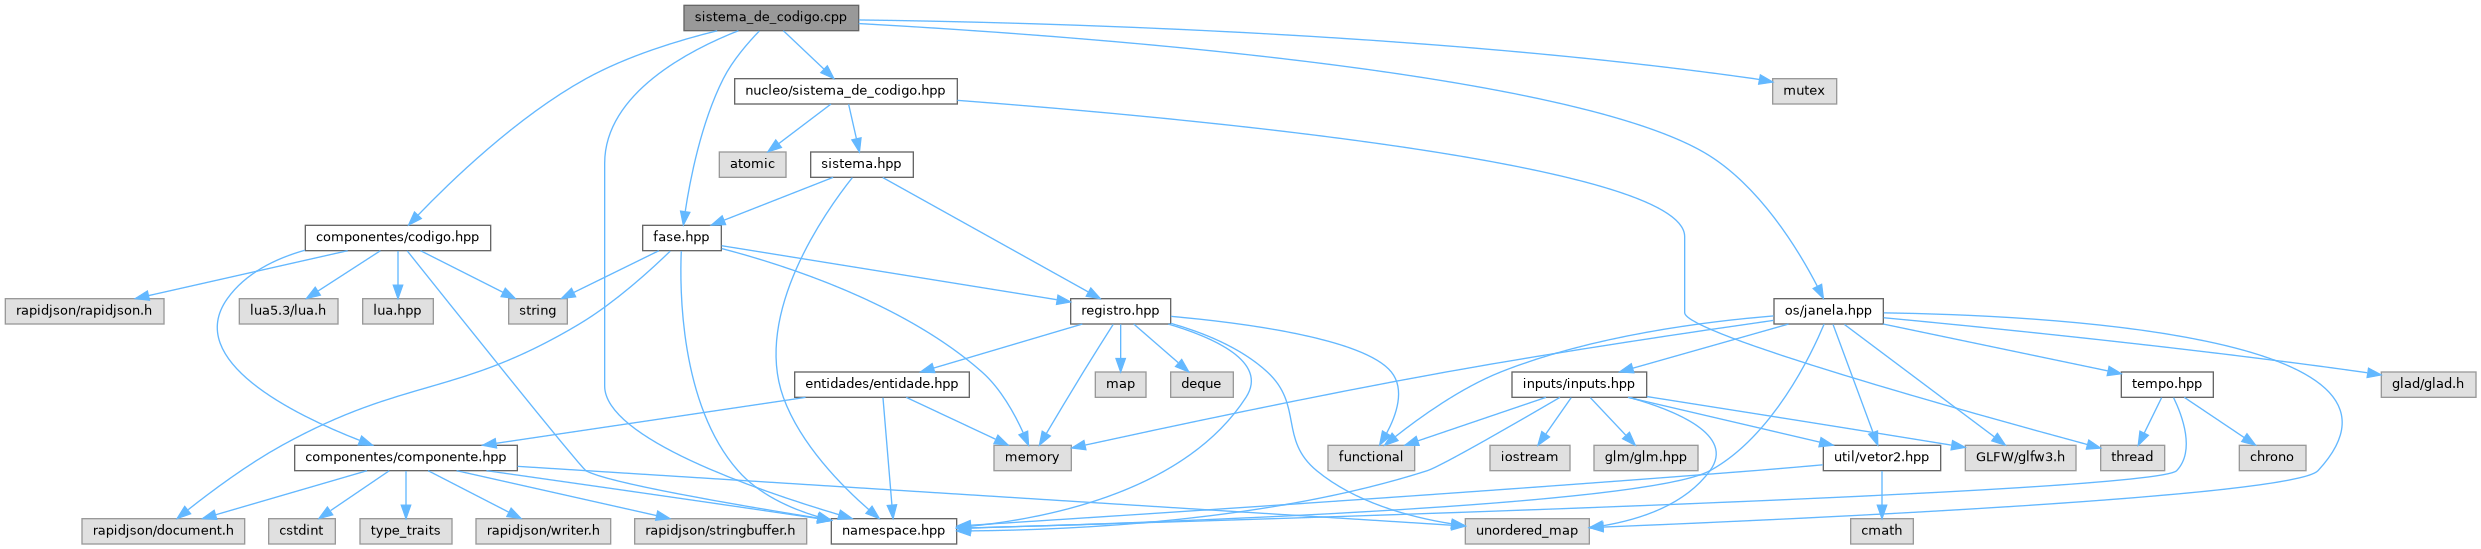 sistema_de_codigo.cpp
nucleo/sistema_de_codigo.hpp
mutex
atomic
sistema.hpp
componentes/codigo.hpp
fase.hpp
rapidjson/rapidjson.h
lua5.3/lua.h
lua.hpp
string
registro.hpp
os/janela.hpp
entidades/entidade.hpp
map
deque
inputs/inputs.hpp
tempo.hpp
glad/glad.h
componentes/componente.hpp
memory
functional
iostream
glm/glm.hpp
util/vetor2.hpp
GLFW/glfw3.h
thread
chrono
rapidjson/document.h
cstdint
type_traits
rapidjson/writer.h
rapidjson/stringbuffer.h
namespace.hpp
unordered_map
cmath